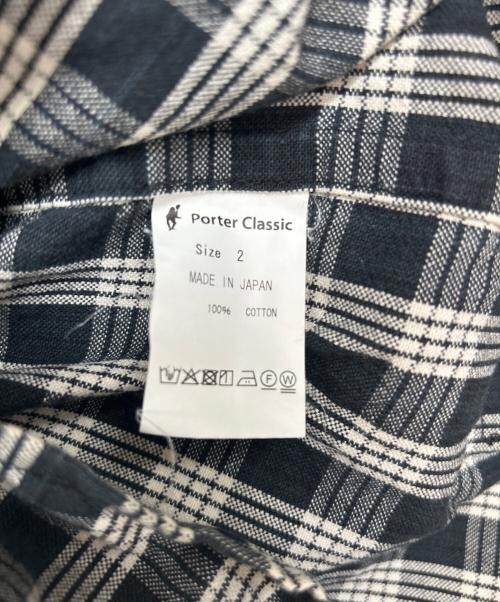 Porter Classic
Size 2
MADE IN JAPAN
100% COTTON
F W